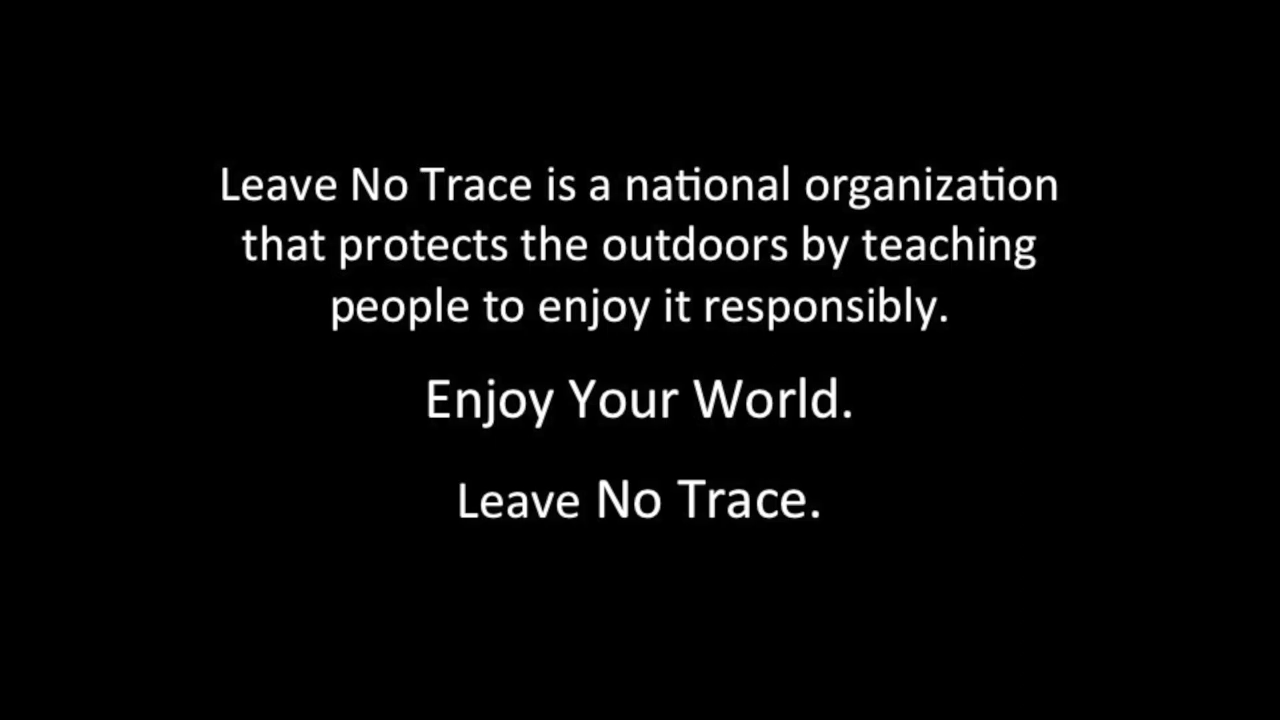 Leave No Trace is a national organization
that protects the outdoors by teaching
people to enjoy it responsibly.
Enjoy Your World.
Leave No Trace.